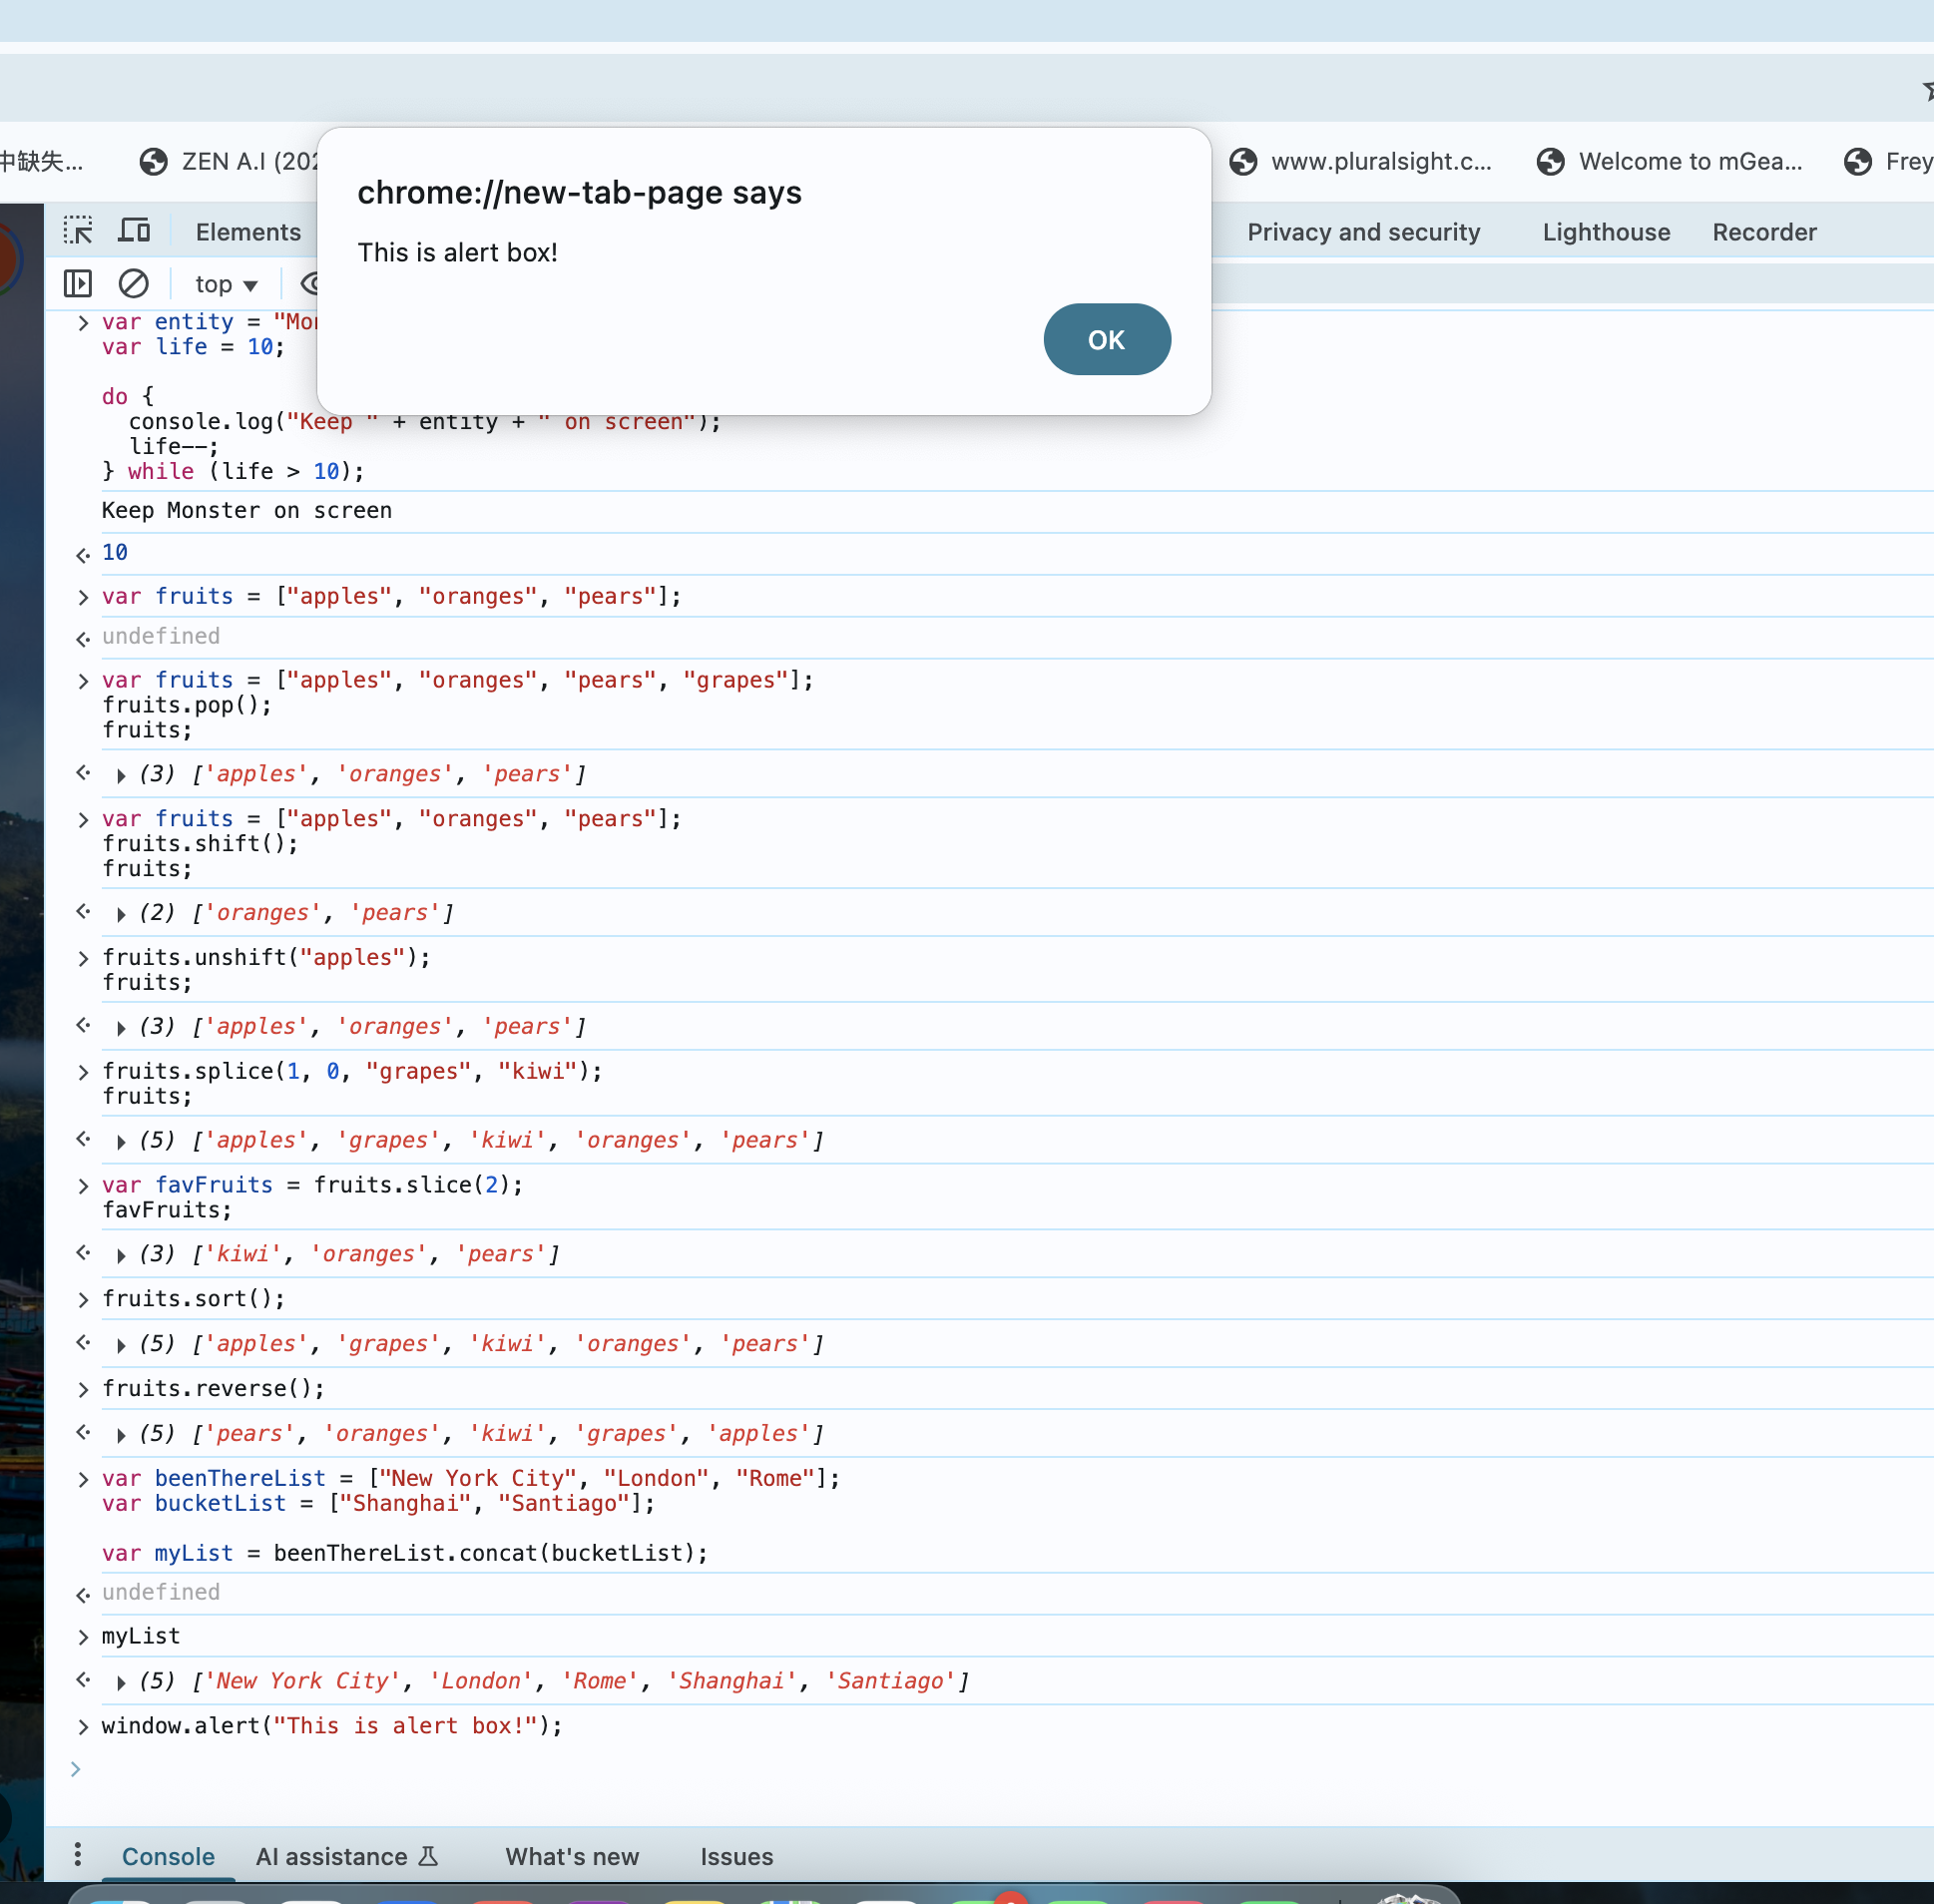 中缺失...
ZEN A.I (202
www.pluralsight.c...
Welcome to mGea...
Frey
chrome://new-tab-page says
This is alert box!
OK
Elements
Privacy and security
Lighthouse
Recorder
top
var entity = "Mon
var life = 10;
do {
console.log("Keep " + entity + " on screen");
life--;
} while (life > 10);
Keep Monster on screen
10
var fruits = ["apples", "oranges", "pears"];
undefined
var fruits = ["apples", "oranges", "pears", "grapes"];
fruits.pop();
fruits;
(3) ['apples', 'oranges', 'pears']
var fruits = ["apples", "oranges", "pears"];
fruits.shift();
fruits;
(2) ['oranges', 'pears']
fruits.unshift("apples");
fruits;
(3) ['apples', 'oranges', 'pears']
fruits.splice(1, 0, "grapes", "kiwi");
fruits;
(5) ['apples', 'grapes', 'kiwi', 'oranges', 'pears']
var favFruits = fruits.slice(2);
favFruits;
(3) ['kiwi', 'oranges', 'pears']
fruits.sort();
(5) ['apples', 'grapes', 'kiwi', 'oranges', 'pears']
fruits.reverse();
(5) ['pears', 'oranges', 'kiwi', 'grapes', 'apples']
var beenThereList = ["New York City", "London", "Rome"];
var bucketList = ["Shanghai", "Santiago"];
var myList = beenThereList.concat(bucketList);
undefined
myList
(5) ['New York City', 'London', 'Rome', 'Shanghai', 'Santiago']
window.alert("This is alert box!");
Console
AI assistance
What's new
Issues